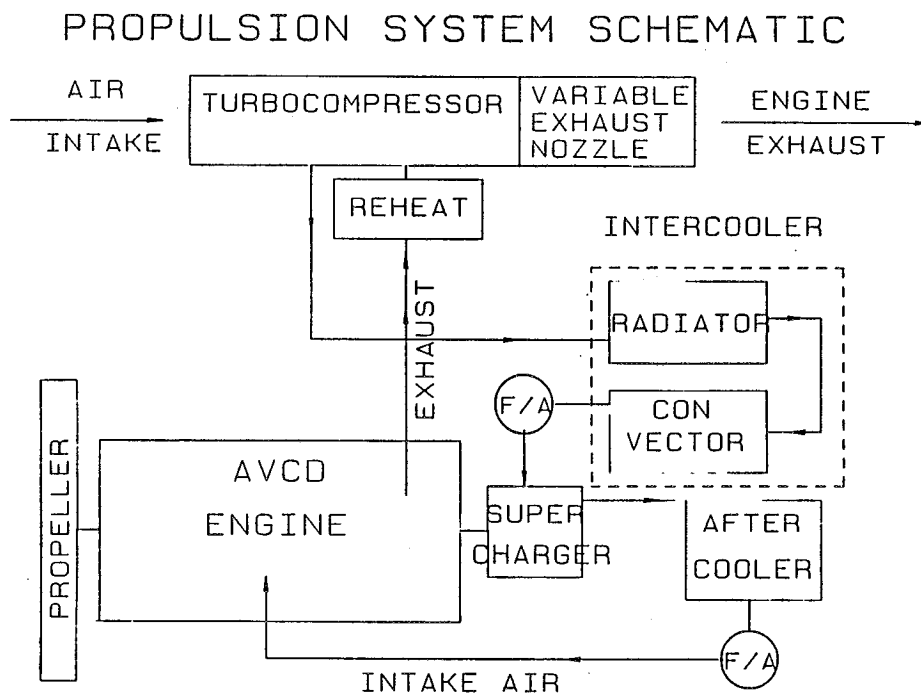 PROPULSION SYSTEM SCHEMATIC
AIR
INTAKE
TURBOCOMPRESSOR
VARIABLE
EXHAUST
NOZZLE
ENGINE
EXHAUST
REHEAT
INTERCOOLER
EXHAUST
RADIATOR
F/A
CON
VECTOR
PROPELLER
AVCD
ENGINE
SUPER
CHARGER
AFTER
COOLER
F/A
INTAKE AIR